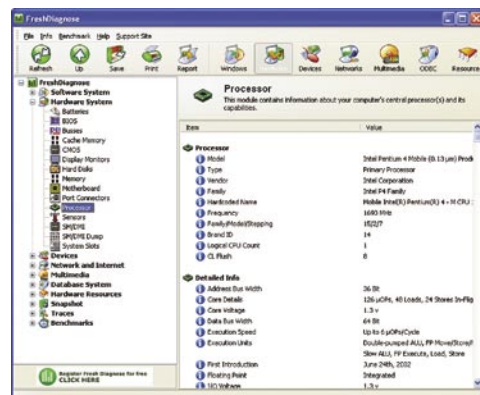 FreshDiagnose
File Info Benchmark Help Support Site
Refresh Up Save Print Report Windows Devices Networks Multimedia ODBC Resource
FreshDiagnose
Software System
Hardware System
Batteries
BIOS
Busses
Cache Memory
CMOS
Display Monitors
Hard Disks
Memory
Motherboard
Port Connectors
Processor
Sensors
SM/DMI
SM/DMI Dump
System Slots
Devices
Network and Internet
Multimedia
Database System
Hardware Resources
Snapshot
Traces
Benchmarks
Register Fresh Diagnose for free
CLICK HERE
Processor
This module contains information about your computer's central processor(s) and its
capabilities.
Item Value
Processor
Model Intel Pentium 4 Mobile (0.13 µm) Prod
Type Primary Processor
Vendor Intel Corporation
Family Intel P4 Family
Hardcoded Name Mobile Intel(R) Pentium(R) 4 - M CPU
Frequency MHz
Family/Model/Stepping 15/2/7
Brand ID 14
Logical CPU Count 1
CL Flush 8
Detailed Info
Address Bus Width 36 Bit
Core Details 126 µOPs, 48 Loads, 24 Stores In-Flig
Core Voltage 1.3 v
Data Bus Width 64 Bit
Execution Speed Up to 6 µOPs/Cycle
Execution Units Double-pumped ALU, FP Move/Store/
Slow ALU, FP Execute, Load, Store
First Introduction June 24th, 2002
Floating Point Integrated
I/O Voltage 1.3 v